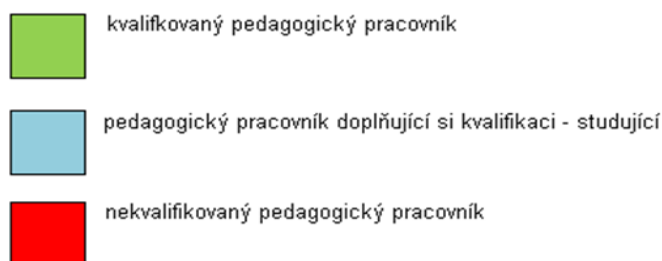 kvalifkovaný pedagogický pracovník
pedagogický pracovník doplňující si kvalifikaci - studující
nekvalifikovaný pedagogický pracovník